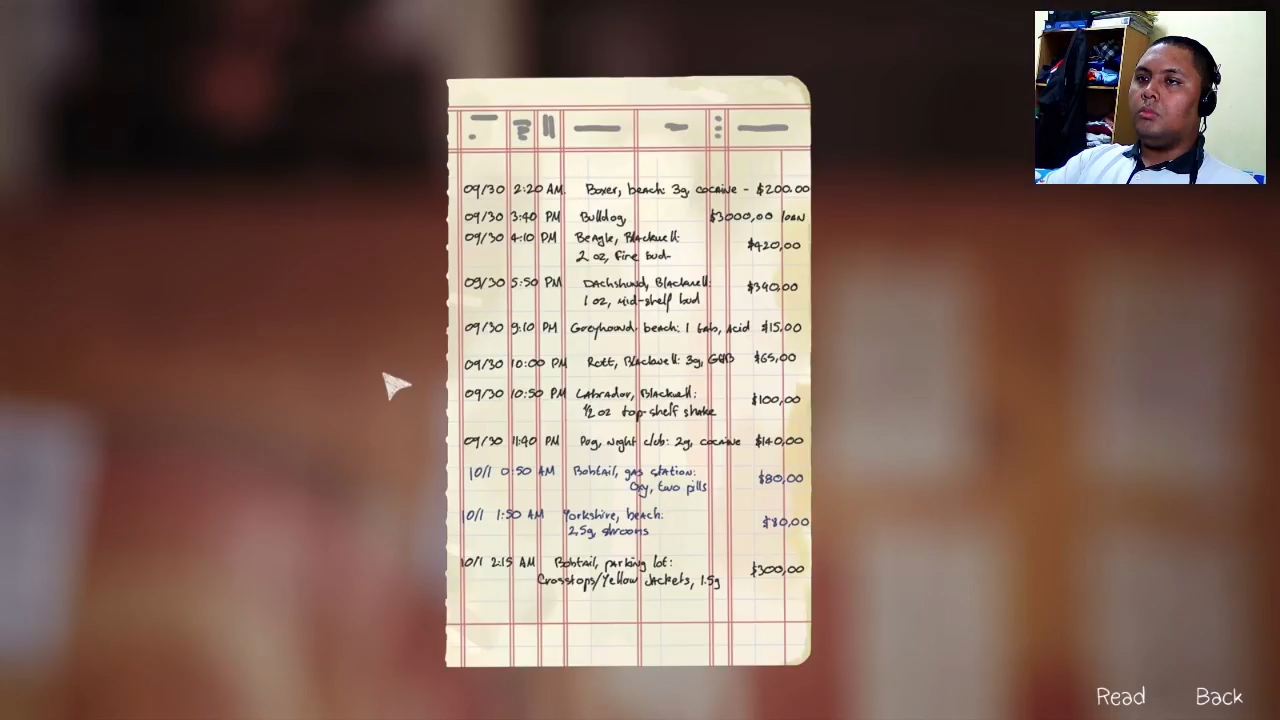 09/30 2:20 AM. Boxer, beach: 3g, cocaine - $200.00
09/30 3:40 PM Bulldog, $3000,00 loan
09/30 4:10 PM Beagle, Blackwell:
2 oz, fire bud- $420,00
09/30 5:50 PM Dachshund, Blackwell:
1 oz, mid-shelf bud $340,00
09/30 9:10 PM Greyhound, beach: 1 tab, acid $15.00
09/30 10:00 PM Rott, Blackwell: 3g, GHB $65,00
09/30 10:50 PM Labrador, Blackwell:
½ oz top-shelf shake $100,00
09/30 11:40 PM Pog, night club: 2g, cocaine $140,00
10/1 0:50 AM Bobtail, gas station:
Oxy, two pills $80,00
10/1 1:50 AM Yorkshire, beach:
2,5g, shrooms $80,00
10/1 2:15 AM Bobtail, parking lot:
Crosstops/Yellow Jackets, 1.5g $300,00
Read Back